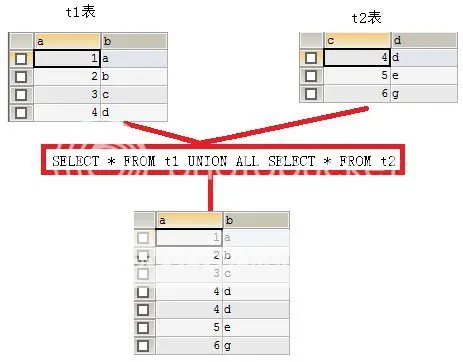 t1表
t2表
a b
1 a
2 b
3 c
4 d
c d
4 d
5 e
6 g
SELECT * FROM t1 UNION ALL SELECT * FROM t2
a b
1 a
2 b
3 c
4 d
4 d
5 e
6 g